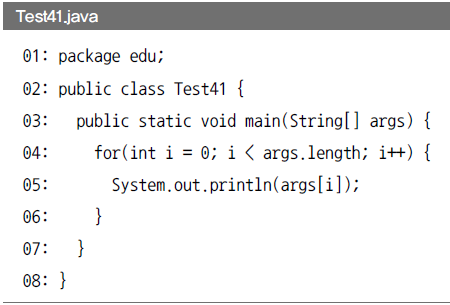 Test41.java
01: package edu;
02: public class Test41 {
03: public static void main(String[] args) {
04: for(int i = 0; i < args.length; i++) {
05: System.out.println(args[i]);
06: }
07: }
08: }